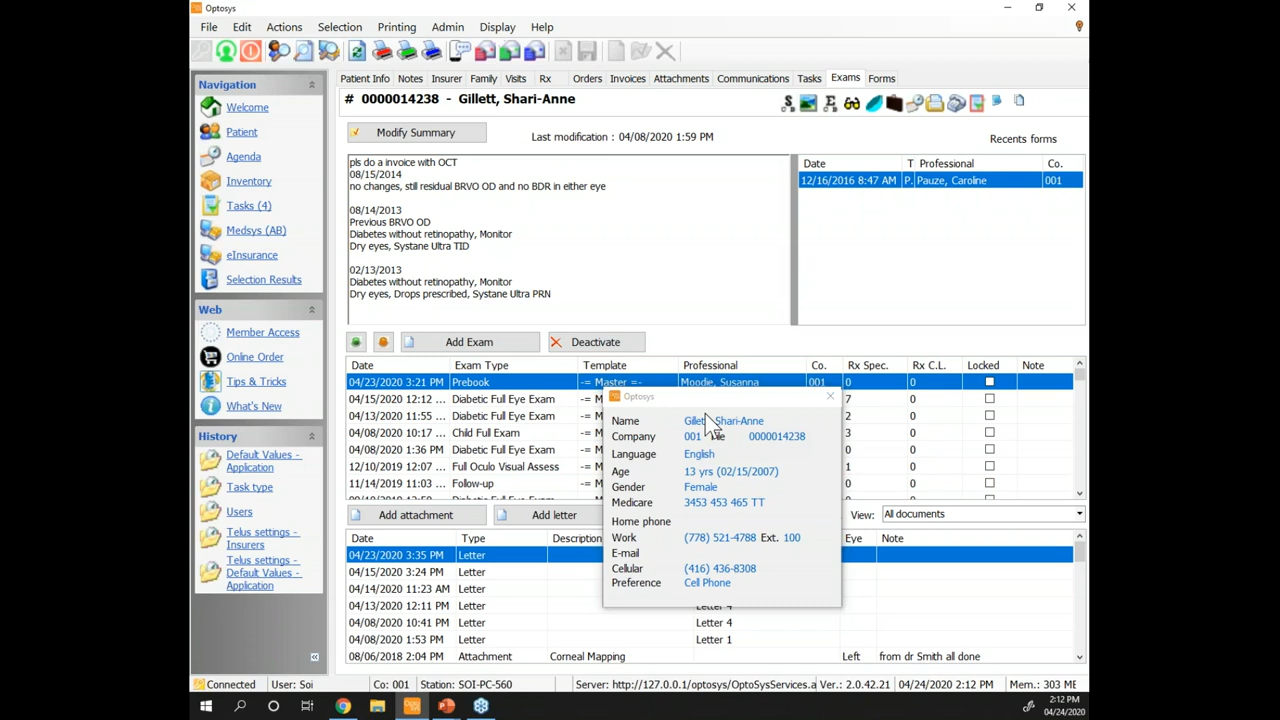 Optosys
File Edit Actions Selection Printing Admin Display Help
Navigation
Welcome
Patient
Agenda
Inventory
Tasks (4)
Medsys (AB)
eInsurance
Selection Results
Web
Member Access
Online Order
Tips & Tricks
What's New
History
Default Values -
Application
Task type
Users
Telus settings -
Insurers
Telus settings -
Default Values -
Application
Patient Info Notes Insurer Family Visits Rx Orders Invoices Attachments Communications Tasks Exams Forms
# 0000014238 - Gillett, Shari-Anne
Modify Summary Last modification : 04/08/2020 1:59 PM Recents forms
pls do a invoice with OCT
08/15/2014
no changes, still residual BRVO OD and no BDR in either eye
08/14/2013
Previous BRVO OD
Diabetes without retinopathy, Monitor
Dry eyes, Systane Ultra TID
02/13/2013
Diabetes without retinopathy, Monitor
Dry eyes, Drops prescribed, Systane Ultra PRN
Date T Professional Co.
12/16/2016 8:47 AM P. Pauze, Caroline 001
Add Exam Deactivate
Date Exam Type Template Professional Co. Rx Spec. Rx C.L. Locked Note
04/23/2020 3:21 PM Prebook -= Master =- Moodie, Susanna 001 0 0
04/15/2020 12:12 ... Diabetic Full Eye Exam 7 0
04/13/2020 11:55 ... Diabetic Full Eye Exam 2 0
04/08/2020 10:17 ... Child Full Exam 3 0
04/08/2020 1:36 PM Diabetic Full Eye Exam 0 0
12/10/2019 12:07 ... Full Oculo Visual Assess 1 0
11/14/2019 11:03 ... Follow-up 0 0
Optosys
Name Gillett, Shari-Anne
Company 001 0000014238
Language English
Age 13 yrs (02/15/2007)
Gender Female
Medicare 3453 453 465 TT
Home phone
Work (778) 521-4788 Ext. 100
E-mail
Cellular (416) 436-8308
Preference Cell Phone
Add attachment Add letter View: All documents
Date Type Description Eye Note
04/23/2020 3:35 PM Letter
04/15/2020 3:24 PM Letter
04/14/2020 11:23 AM Letter
04/13/2020 12:11 PM Letter Letter 4
04/08/2020 10:41 PM Letter Letter 4
04/08/2020 1:53 PM Letter Letter 1
08/06/2018 2:04 PM Attachment Corneal Mapping Left from dr Smith all done
Connected User: Soi Co: 001 Station: SOI-PC-560 Server: http://127.0.0.1/optosys/OptoSysServices.a Ver.: 2.0.42.21 04/24/2020 2:12 PM Mem.: 303 ME
2:12 PM
04/24/2020